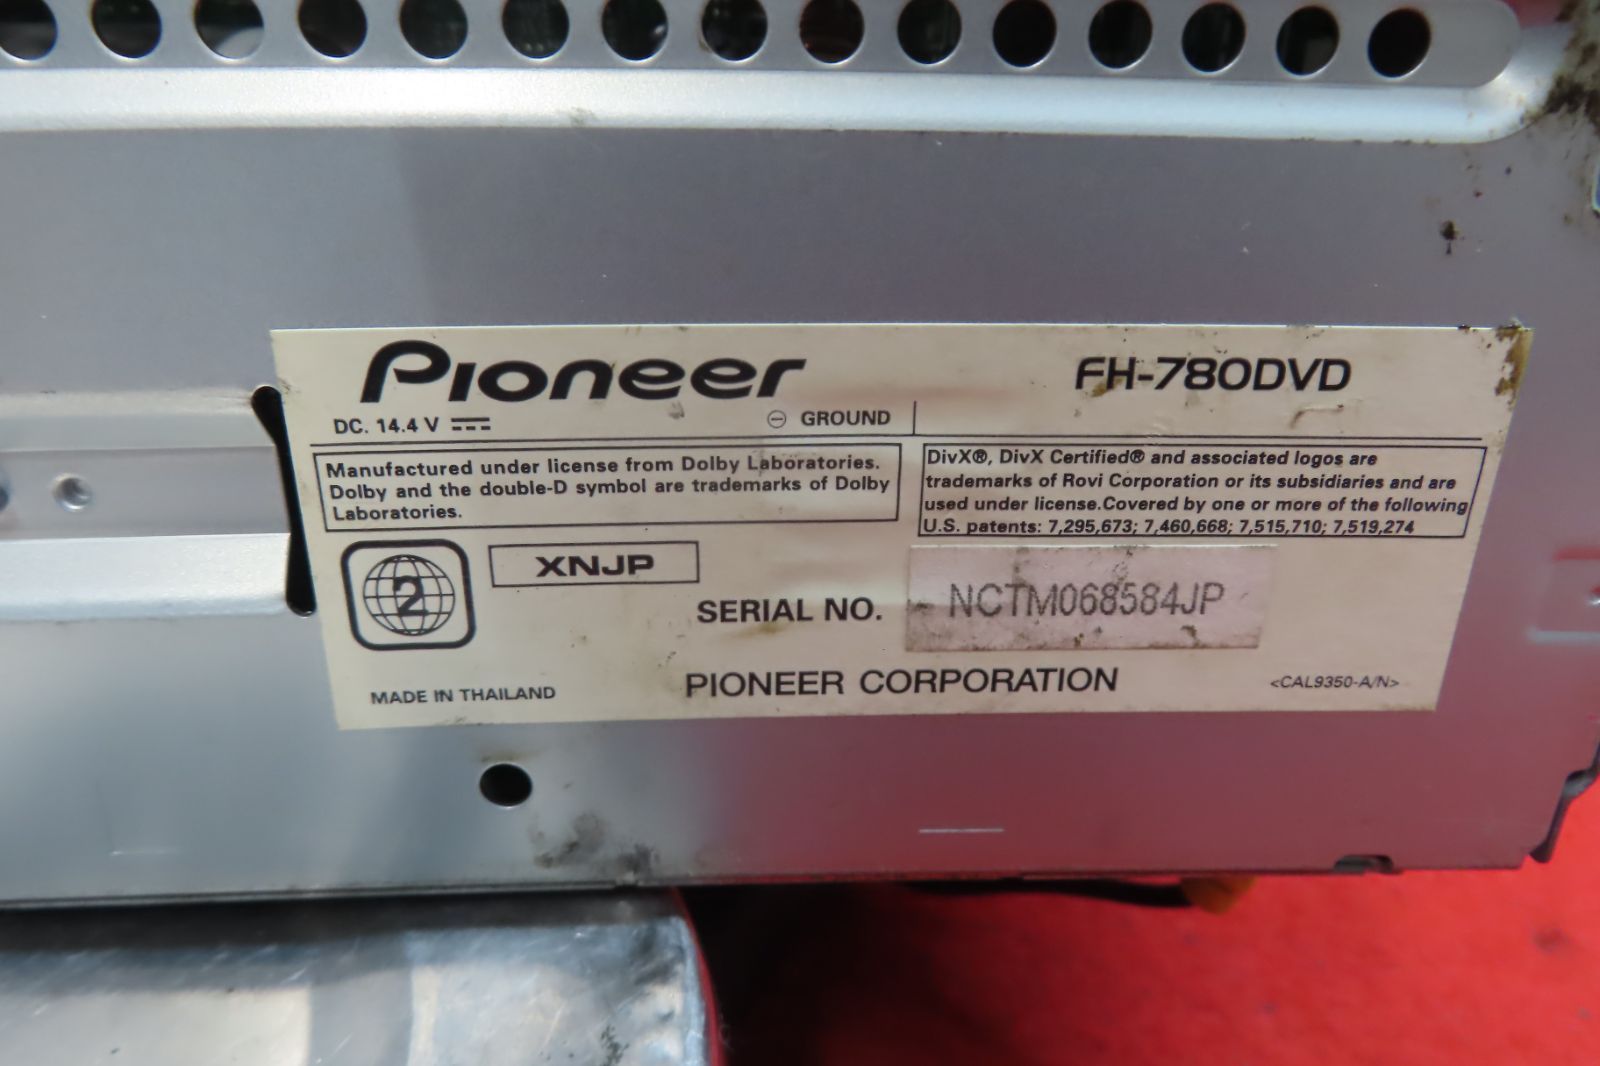 Pioneer
FH-780DVD
DC. 14.4 V
⊖ GROUND
Manufactured under license from Dolby Laboratories.
Dolby and the double-D symbol are trademarks of Dolby
Laboratories.
DivX®, DivX Certified® and associated logos are
trademarks of Rovi Corporation or its subsidiaries and are
used under license.Covered by one or more of the following
U.S. patents: 7,295,673; 7,460,668; 7,515,710; 7,519,274
2
XNJP
SERIAL NO.
NCTM068584JP
MADE IN THAILAND
PIONEER CORPORATION
<CAL9350-A/N>